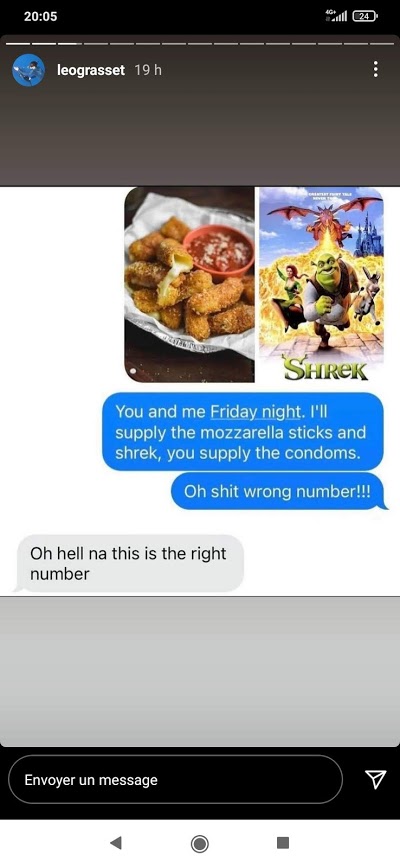 20:05
4G+
24
leograsset 19 h
THE GREATEST FAIRY TALE
NEVER TOLD
SHREK
You and me Friday night. I'll
supply the mozzarella sticks and
shrek, you supply the condoms.
Oh shit wrong number!!!
Oh hell na this is the right
number
Envoyer un message